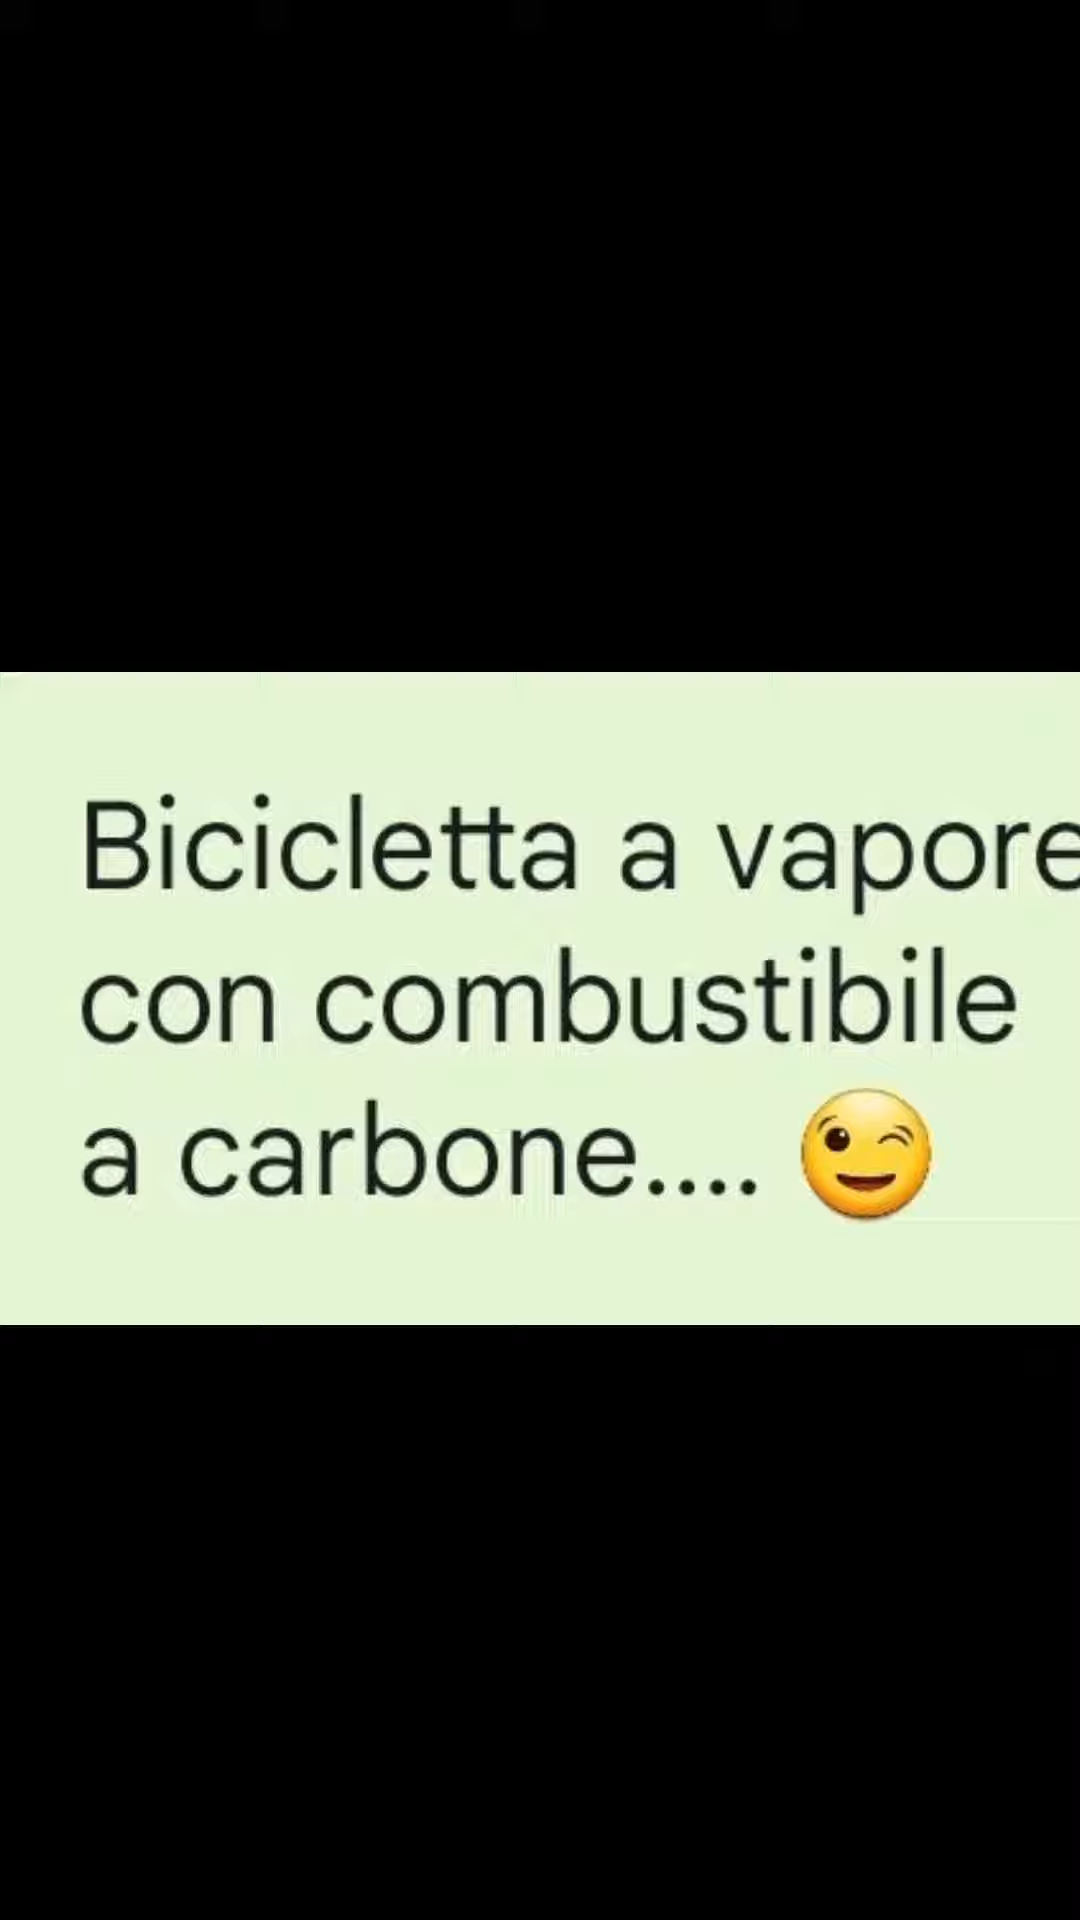 Bicicletta a vapore
con combustibile
a carbone.... 😉